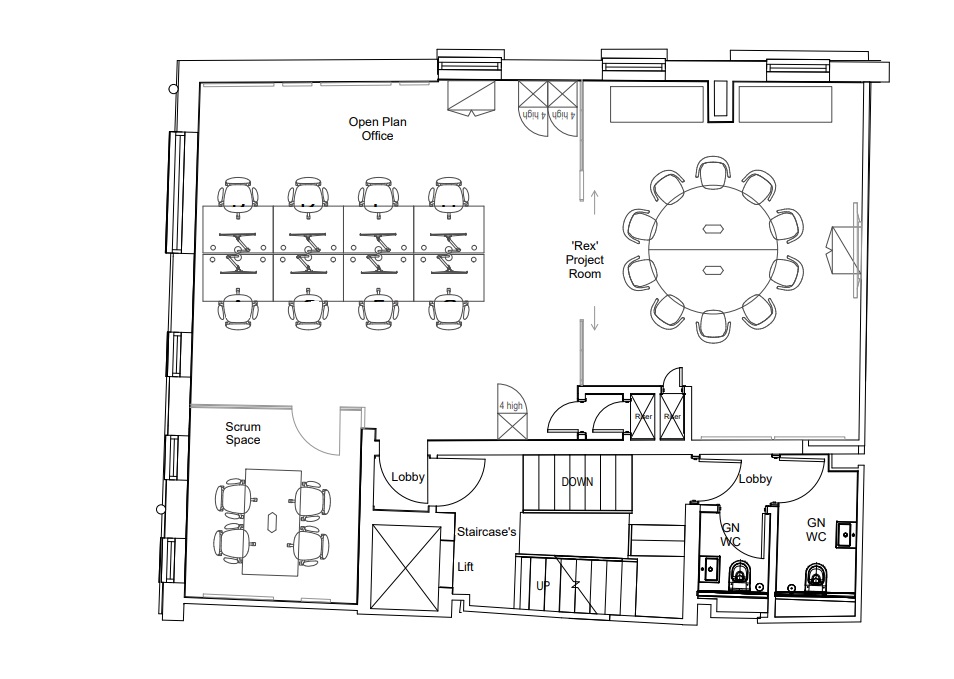 Open Plan
Office
4 high
4 high
'Rex'
Project
Room
4 high
Riser
Riser
Scrum
Space
Lobby
DOWN
Lobby
Staircase's
GN
WC
GN
WC
Lift
UP